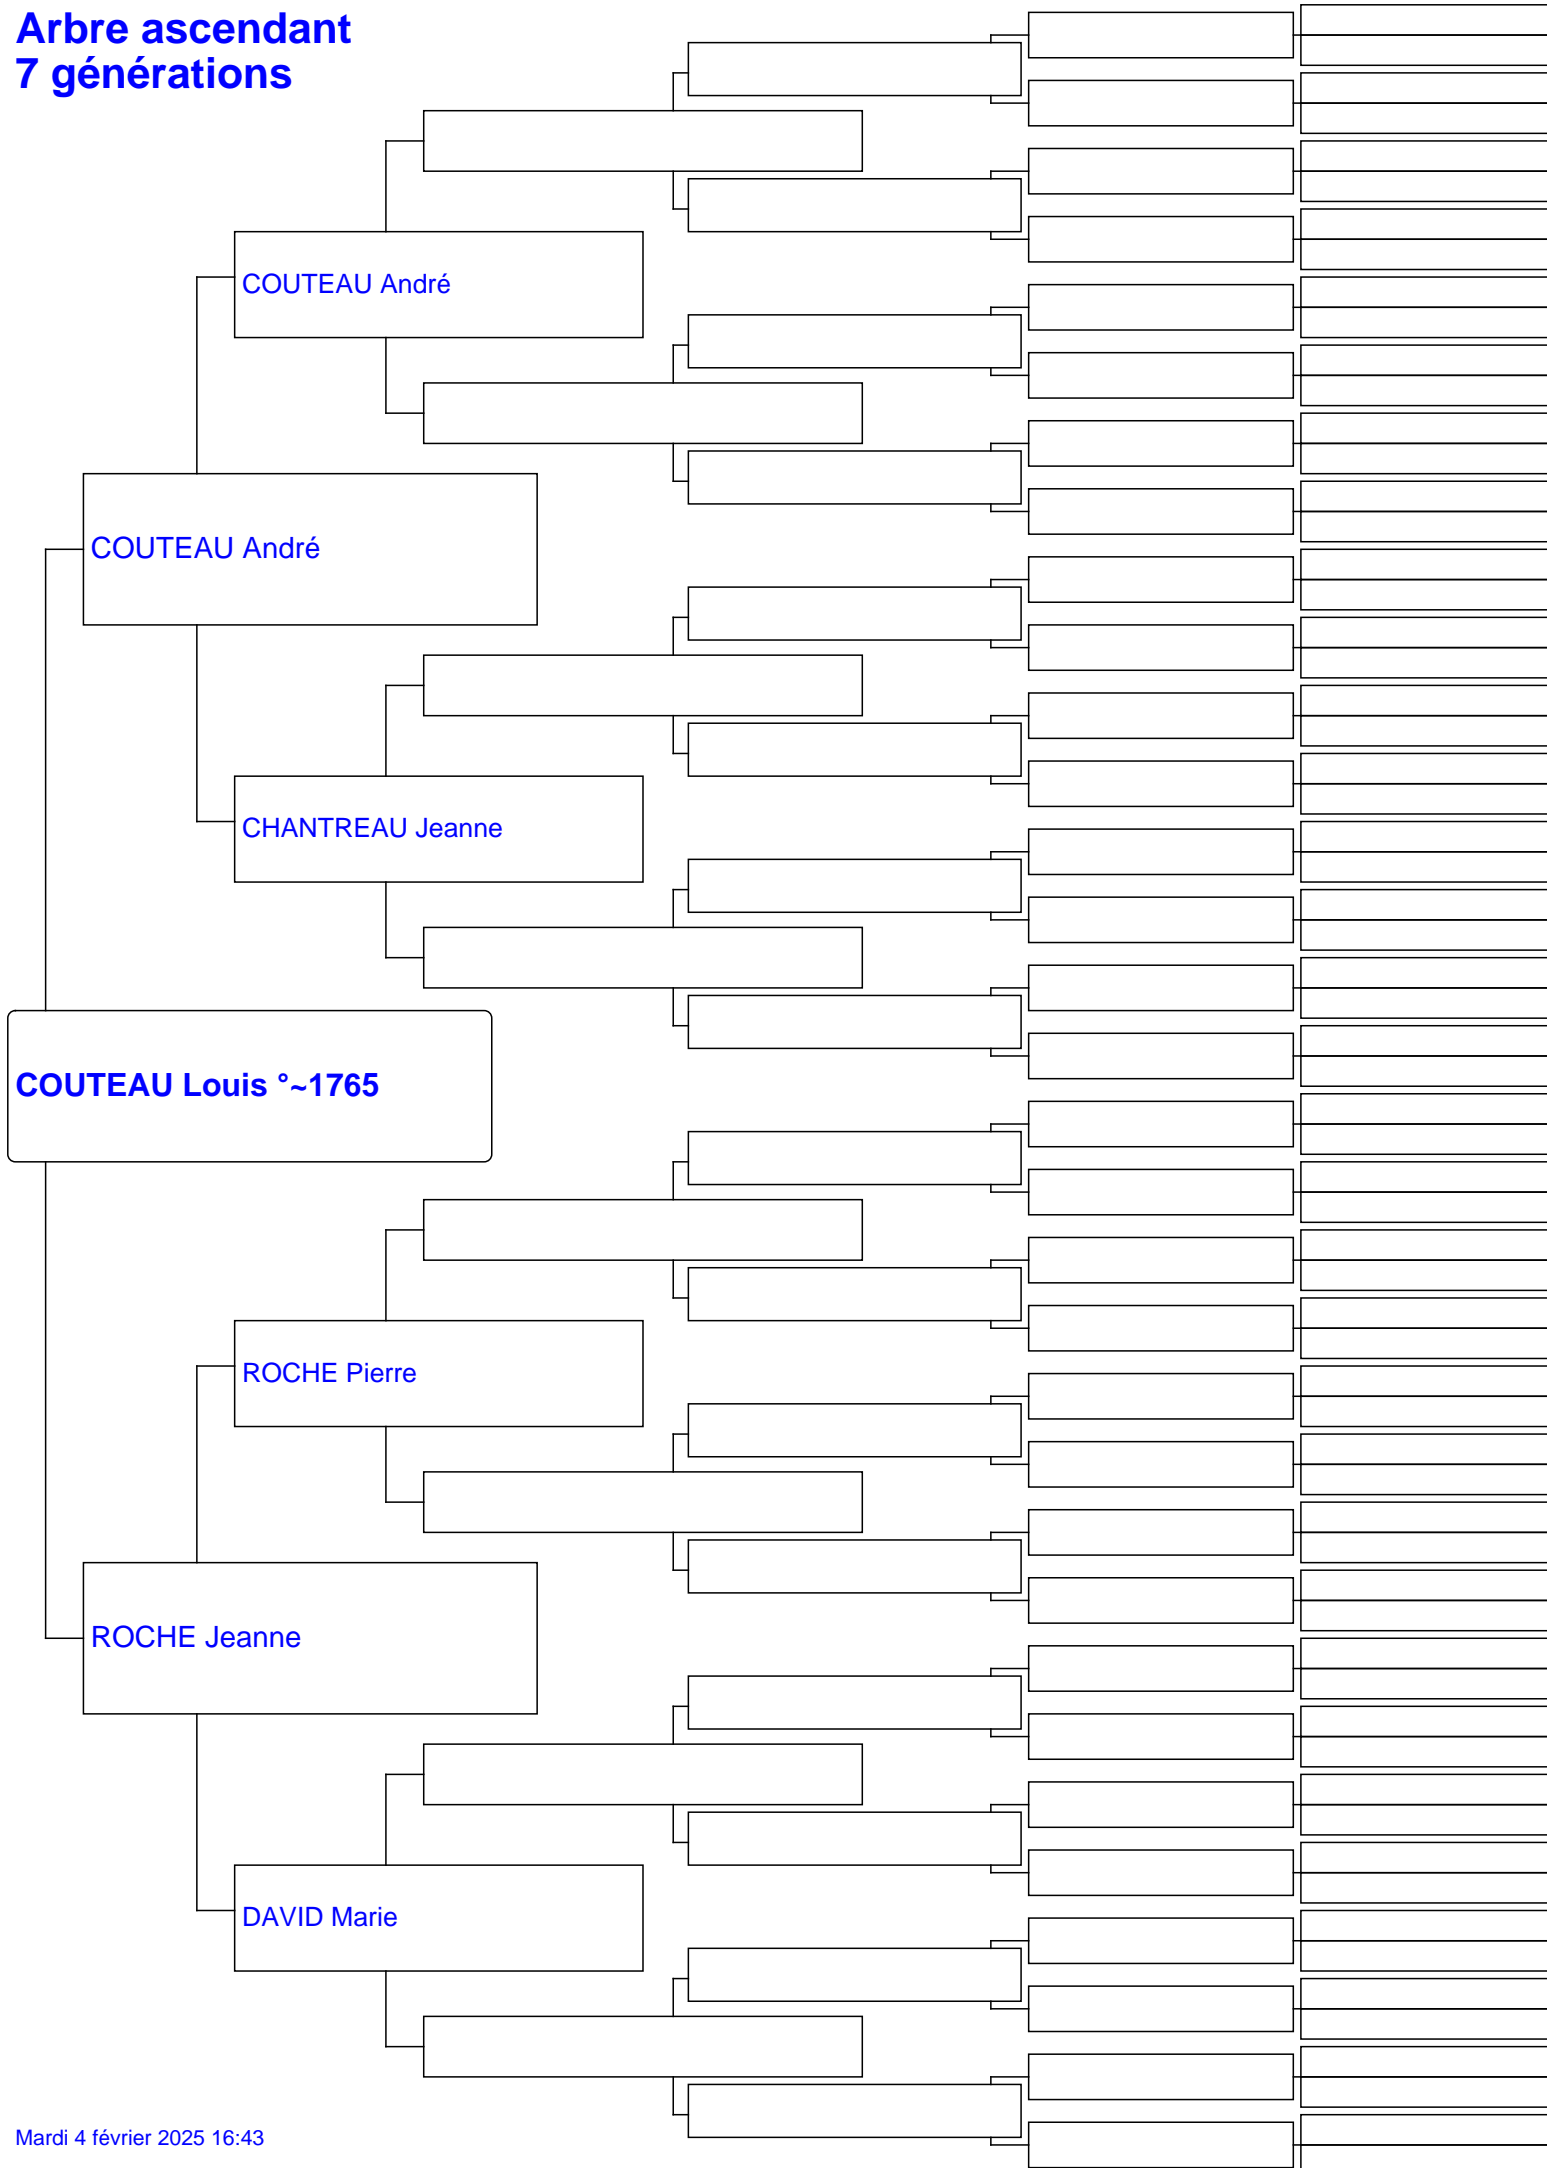 Arbre ascendant
7 générations
COUTEAU André
COUTEAU André
CHANTREAU Jeanne
COUTEAU Louis °~1765
ROCHE Pierre
ROCHE Jeanne
DAVID Marie
Mardi 4 février 2025 16:43